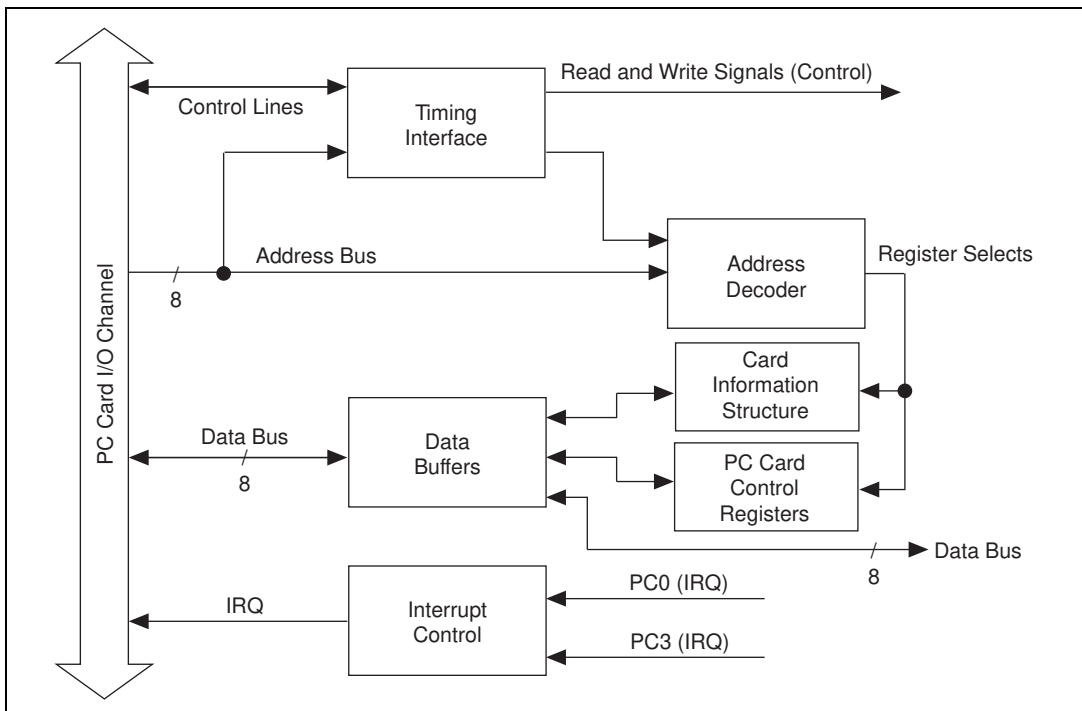 Read and Write Signals (Control)
Control Lines
Timing
Interface
PC Card I/O Channel
Address Bus
8
Address
Decoder
Register Selects
Card
Information
Structure
Data Bus
8
Data
Buffers
PC Card
Control
Registers
Data Bus
8
IRQ
Interrupt
Control
PC0 (IRQ)
PC3 (IRQ)